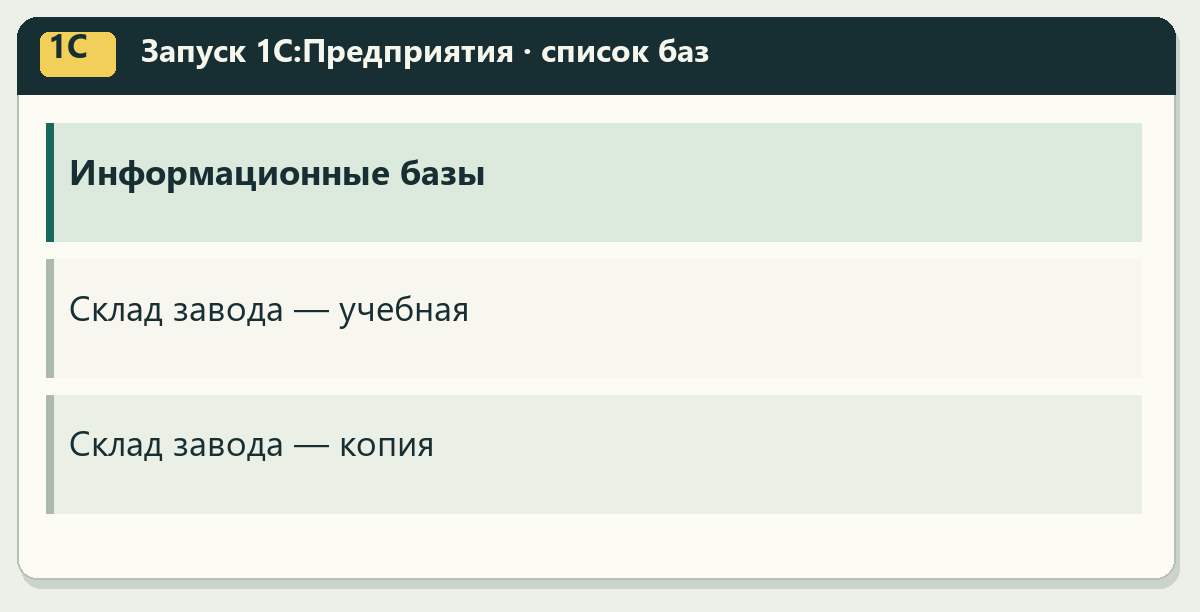 1С
Запуск 1С:Предприятия · список баз
Информационные базы
Склад завода — учебная
Склад завода — копия